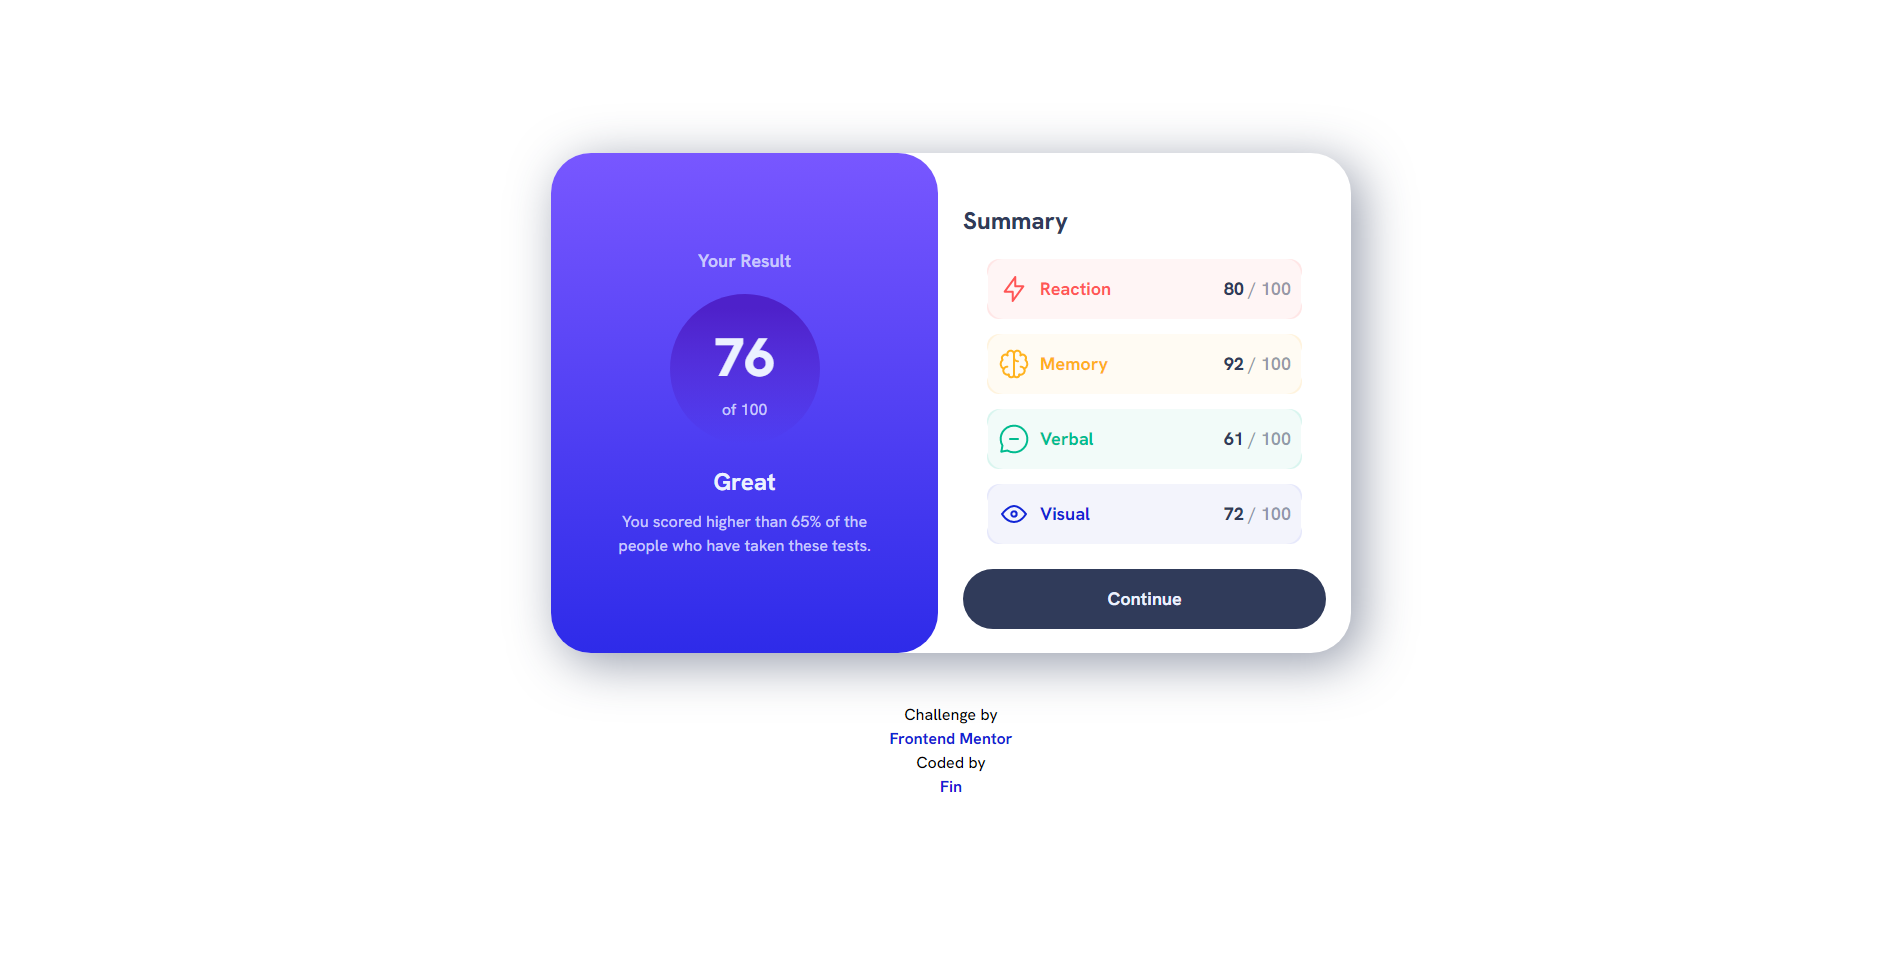 Your Result
76
of 100
Great
You scored higher than 65% of the
people who have taken these tests.
Summary
Reaction 80 / 100
Memory 92 / 100
Verbal 61 / 100
Visual 72 / 100
Continue
Challenge by
Frontend Mentor
Coded by
Fin